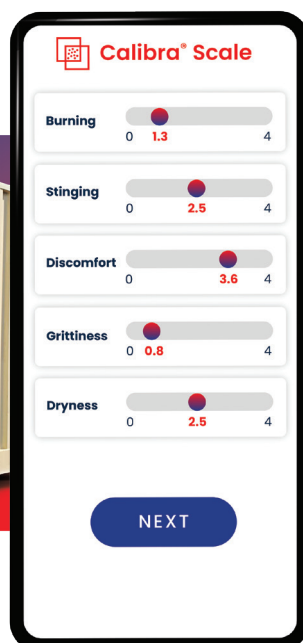 Calibra® Scale
Burning
0 1.3 4
Stinging
0 2.5 4
Discomfort
0 3.6 4
Grittiness
0 0.8 4
Dryness
0 2.5 4
NEXT